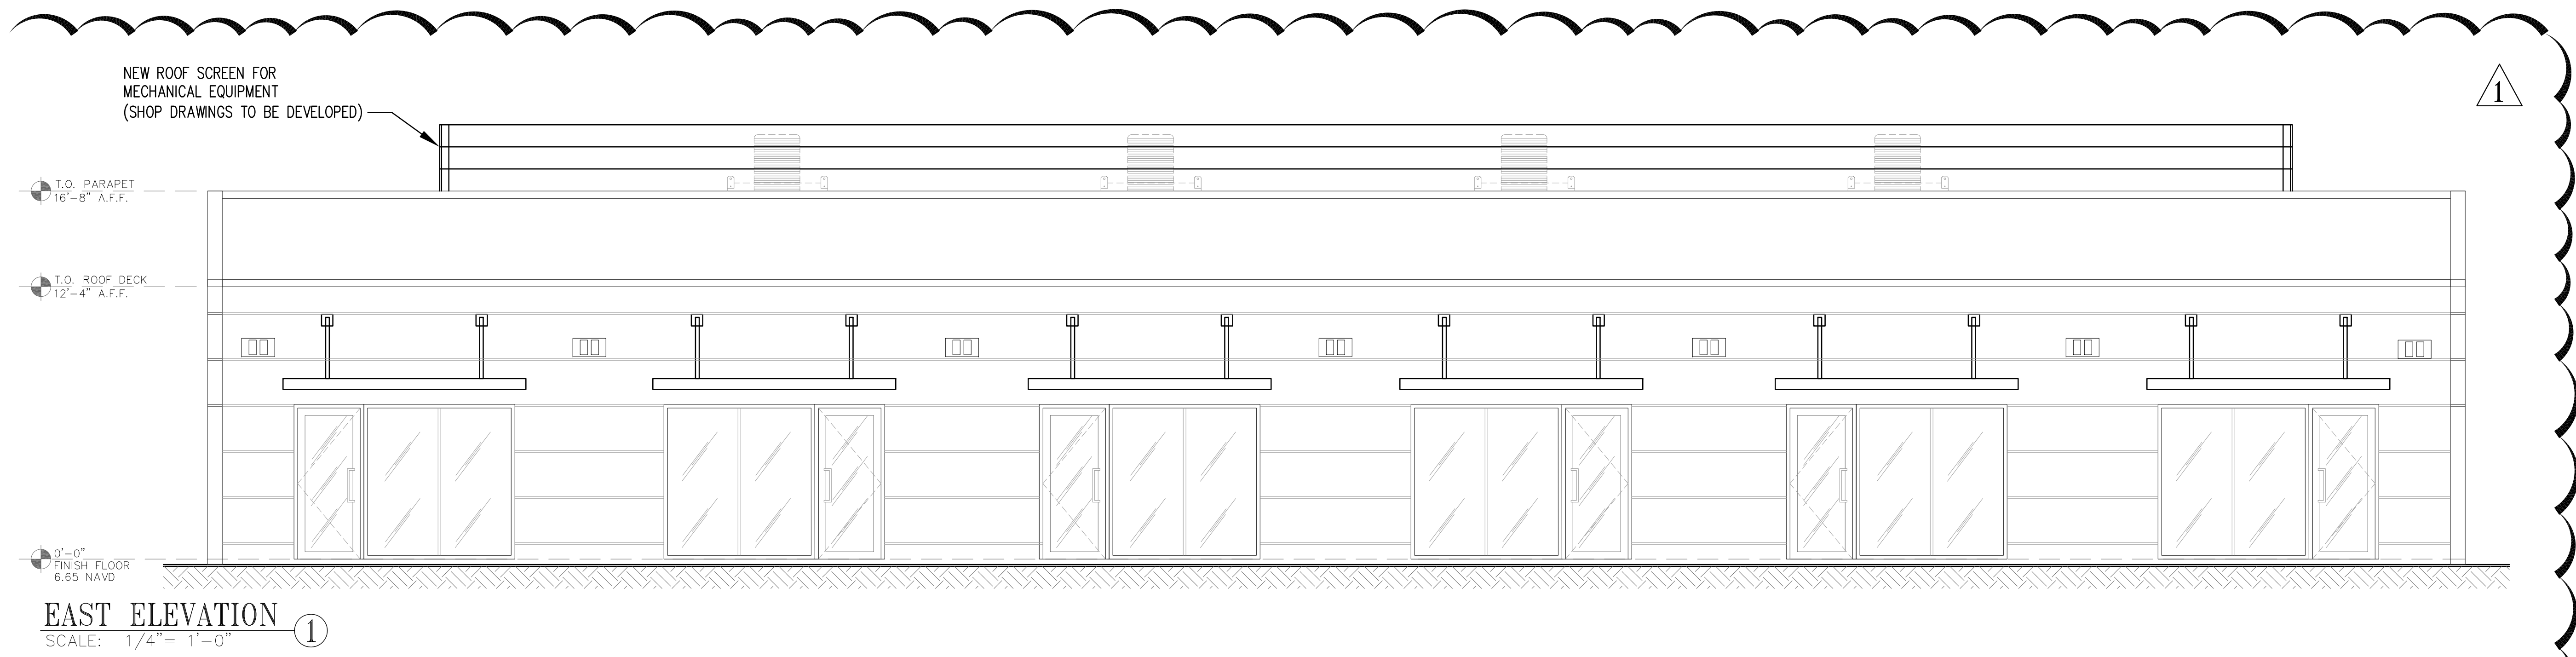 NEW ROOF SCREEN FOR
MECHANICAL EQUIPMENT
(SHOP DRAWINGS TO BE DEVELOPED)
1
T.O. PARAPET
16'-8" A.F.F.
T.O. ROOF DECK
12'-4" A.F.F.
0'-0"
FINISH FLOOR
6.65 NAVD
EAST ELEVATION
1
SCALE: 1/4"= 1'-0"